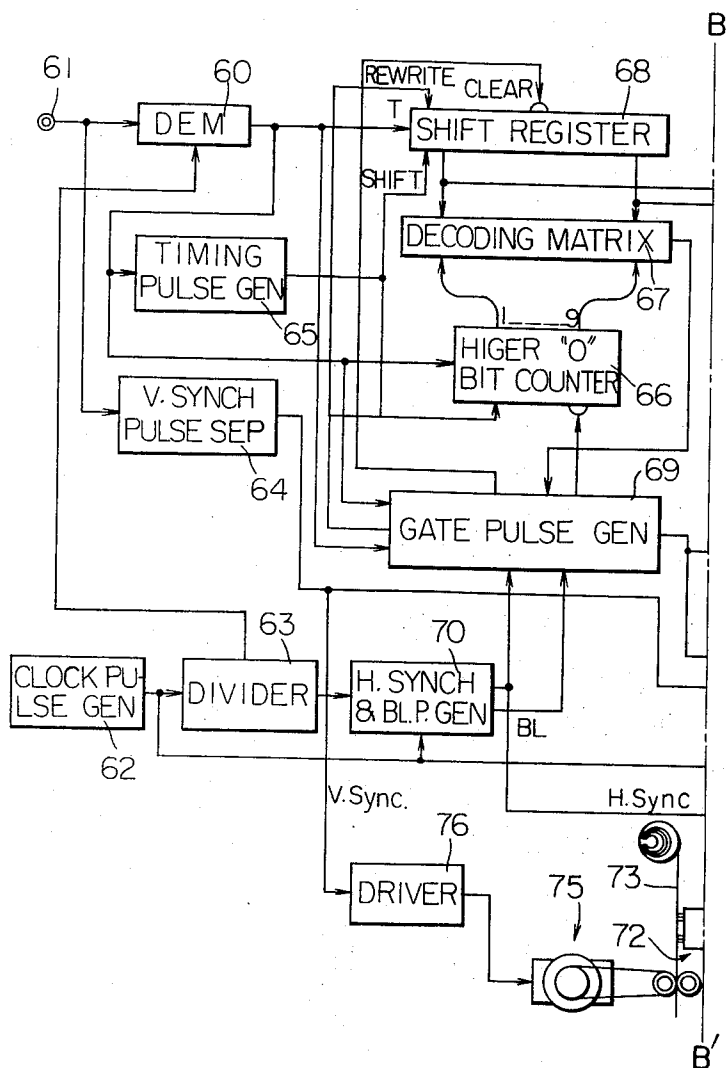 B
61
60
DEM
REWRITE
CLEAR
68
T
SHIFT REGISTER
SHIFT
DECODING MATRIX
67
TIMING
PULSE GEN
65
1-----9
HIGER "O"
BIT COUNTER
66
V. SYNCH
PULSE SEP
64
69
GATE PULSE GEN
63
70
CLOCK PU-
LSE GEN
62
DIVIDER
H. SYNCH
& BL.P. GEN
BL
V.Sync.
H.Sync
76
DRIVER
73
75
72
B'